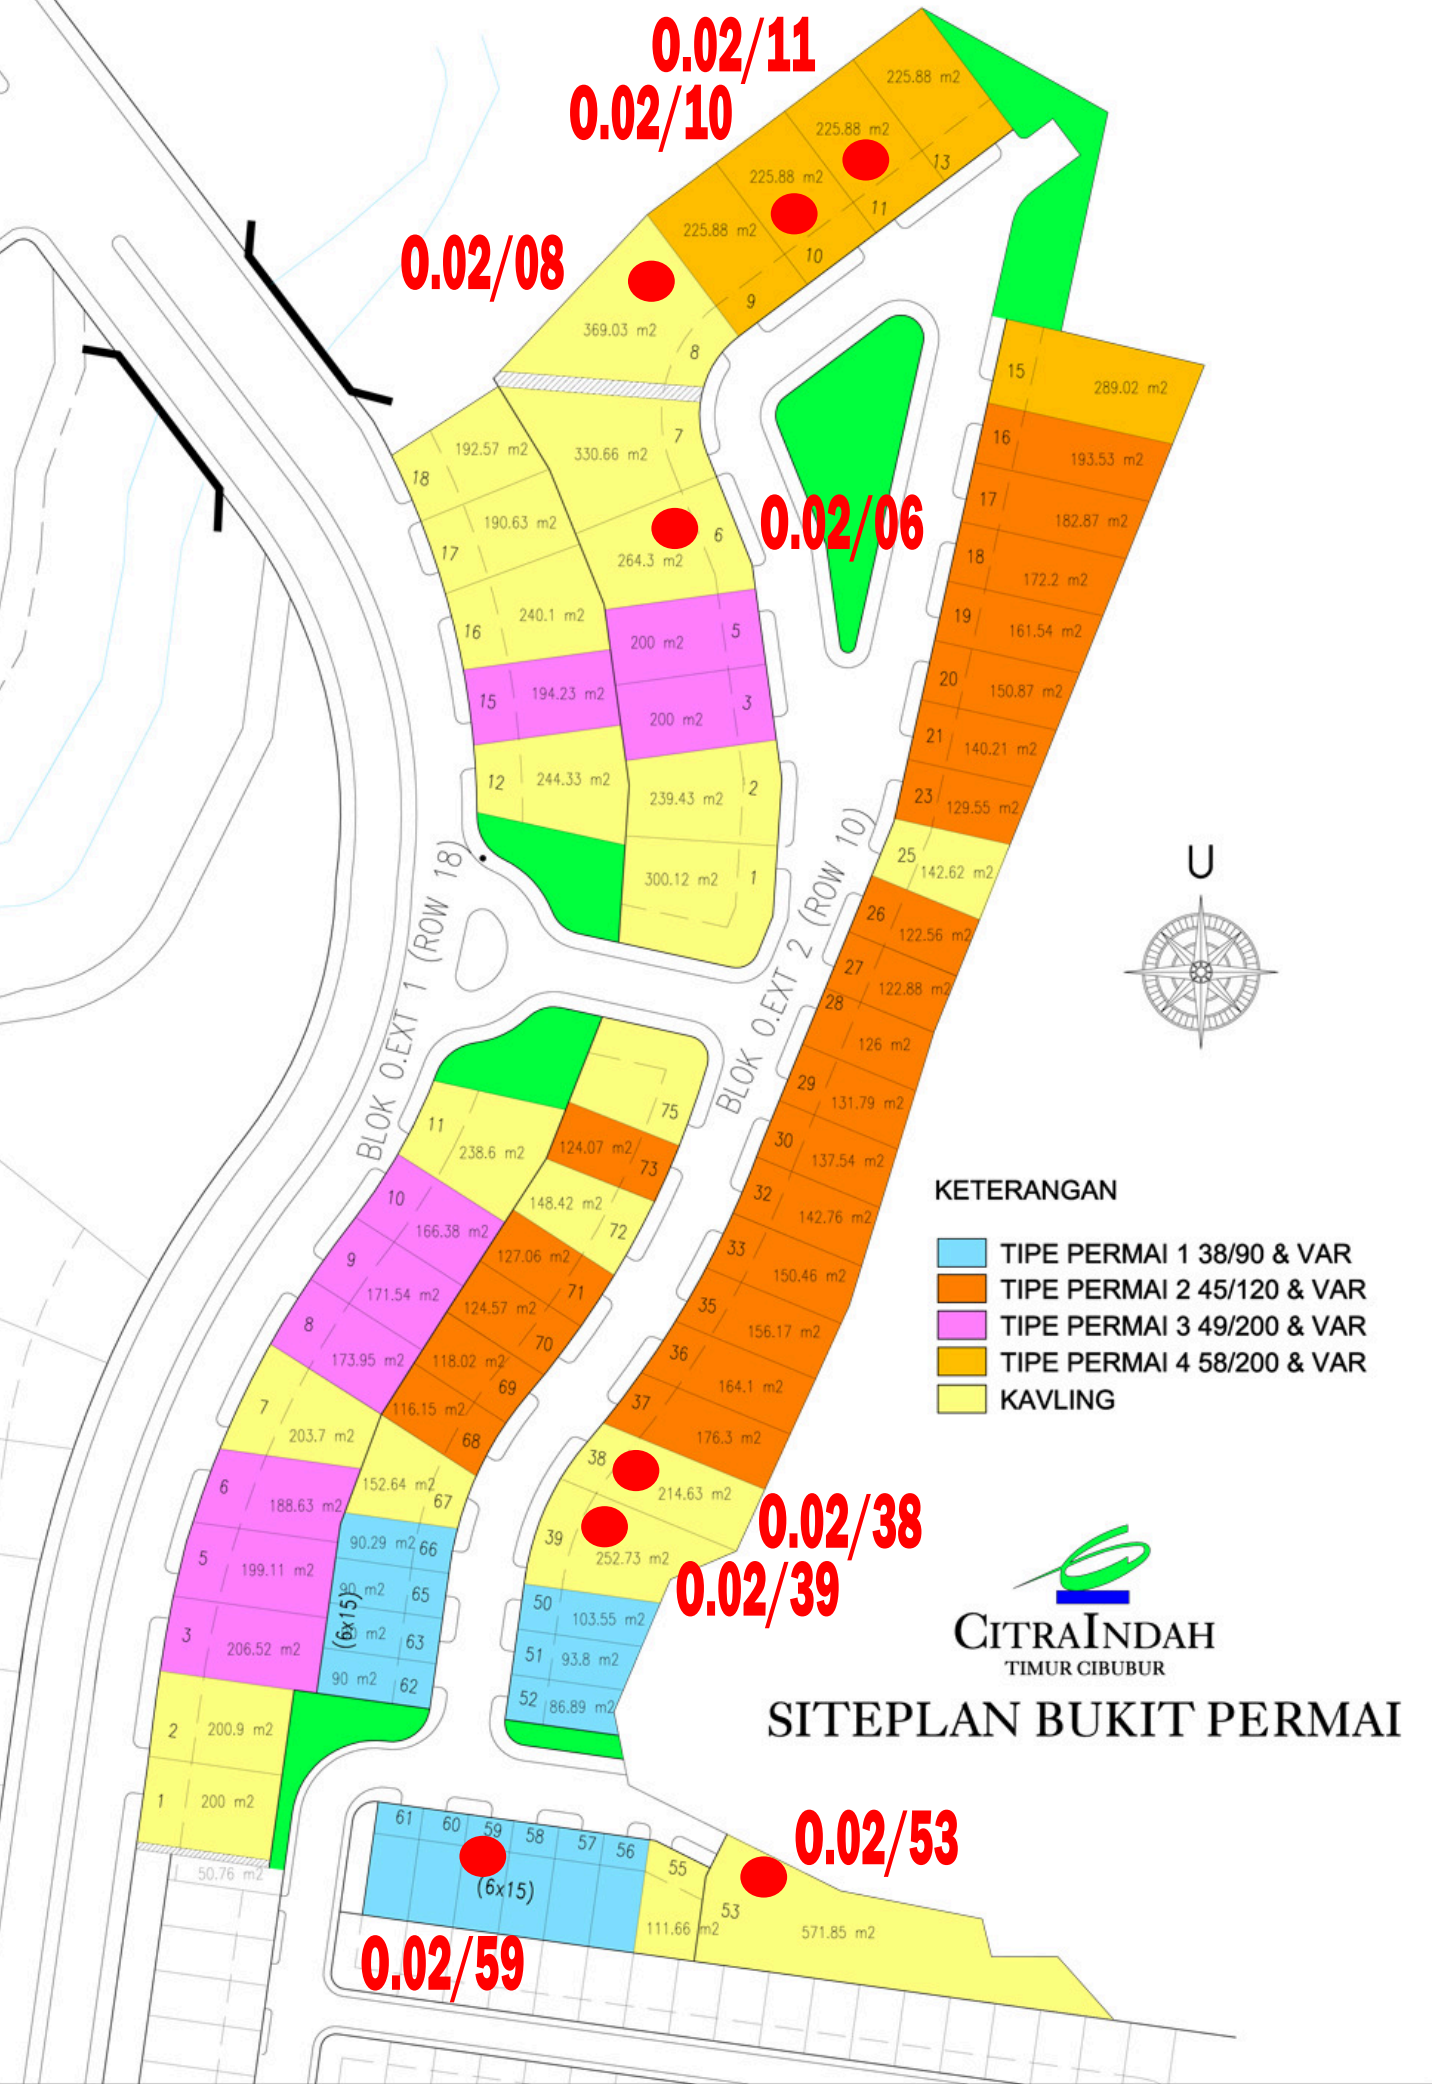 O.02/11
O.02/10
O.02/08
225.88 m2
13
225.88 m2
11
225.88 m2
10
225.88 m2
9
369.03 m2
8
330.66 m2
7
O.02/06
264.3 m2
6
200 m2
5
200 m2
3
239.43 m2
2
300.12 m2
1
192.57 m2
18
190.63 m2
17
240.1 m2
16
194.23 m2
15
244.33 m2
12
15
289.02 m2
16
193.53 m2
17
182.87 m2
18
172.2 m2
19
161.54 m2
20
150.87 m2
21
140.21 m2
23
129.55 m2
25
142.62 m2
26
122.56 m2
27
122.88 m2
28
126 m2
29
131.79 m2
30
137.54 m2
32
142.76 m2
33
150.46 m2
35
156.17 m2
36
164.1 m2
37
176.3 m2
38
214.63 m2
39
252.73 m2
O.02/38
O.02/39
50
103.55 m2
51
93.8 m2
52
86.89 m2
BLOK O.EXT 1 (ROW 18)
BLOK O.EXT 2 (ROW 10)
U
75
124.07 m2
73
148.42 m2
72
127.06 m2
71
124.57 m2
70
118.02 m2
69
116.15 m2
68
152.64 m2
67
90.29 m2
66
90 m2
65
m2
63
90 m2
62
(6x15)
11
238.6 m2
10
166.38 m2
9
171.54 m2
8
173.95 m2
7
203.7 m2
6
188.63 m2
5
199.11 m2
3
206.52 m2
2
200.9 m2
1
200 m2
50.76 m2
61
60
59
58
57
56
(6x15)
55
111.66 m2
53
571.85 m2
O.02/53
O.02/59
KETERANGAN
TIPE PERMAI 1 38/90 & VAR
TIPE PERMAI 2 45/120 & VAR
TIPE PERMAI 3 49/200 & VAR
TIPE PERMAI 4 58/200 & VAR
KAVLING
CITRAINDAH
TIMUR CIBUBUR
SITEPLAN BUKIT PERMAI